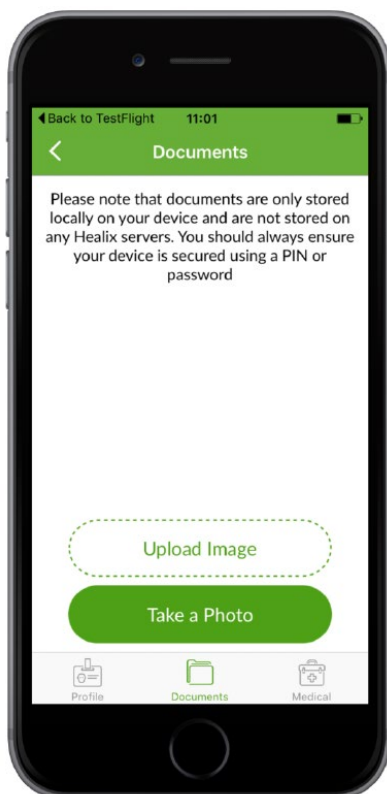 Back to TestFlight 11:01
Documents
Please note that documents are only stored
locally on your device and are not stored on
any Healix servers. You should always ensure
your device is secured using a PIN or
password
Upload Image
Take a Photo
Profile Documents Medical